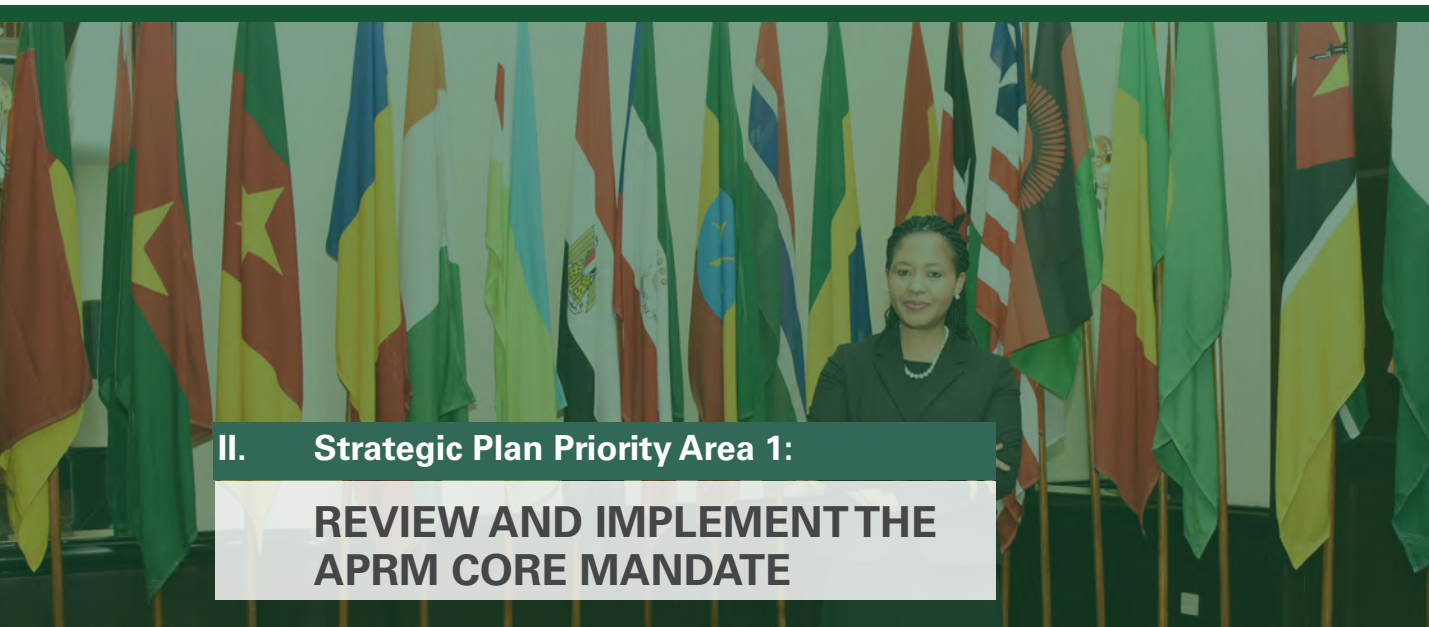 II. Strategic Plan Priority Area 1:
REVIEW AND IMPLEMENT THE
APRM CORE MANDATE